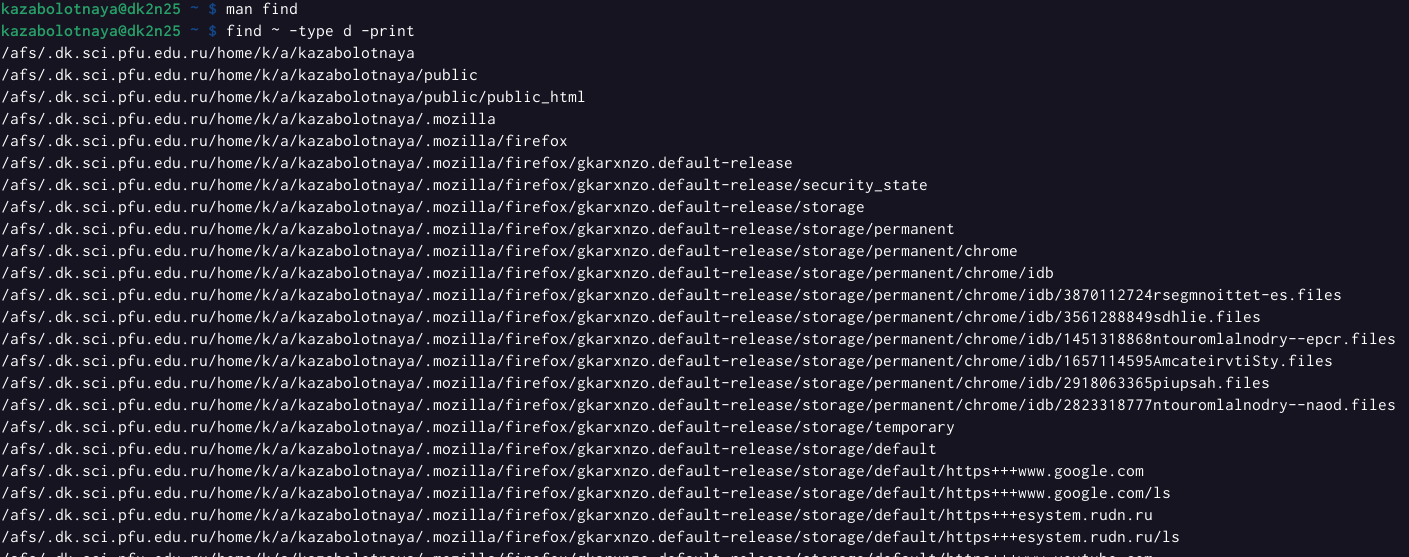 kazabolotnaya@dk2n25 ~ $ man find
kazabolotnaya@dk2n25 ~ $ find ~ -type d -print
/afs/.dk.sci.pfu.edu.ru/home/k/a/kazabolotnaya
/afs/.dk.sci.pfu.edu.ru/home/k/a/kazabolotnaya/public
/afs/.dk.sci.pfu.edu.ru/home/k/a/kazabolotnaya/public/public_html
/afs/.dk.sci.pfu.edu.ru/home/k/a/kazabolotnaya/.mozilla
/afs/.dk.sci.pfu.edu.ru/home/k/a/kazabolotnaya/.mozilla/firefox
/afs/.dk.sci.pfu.edu.ru/home/k/a/kazabolotnaya/.mozilla/firefox/gkarxnzo.default-release
/afs/.dk.sci.pfu.edu.ru/home/k/a/kazabolotnaya/.mozilla/firefox/gkarxnzo.default-release/security_state
/afs/.dk.sci.pfu.edu.ru/home/k/a/kazabolotnaya/.mozilla/firefox/gkarxnzo.default-release/storage
/afs/.dk.sci.pfu.edu.ru/home/k/a/kazabolotnaya/.mozilla/firefox/gkarxnzo.default-release/storage/permanent
/afs/.dk.sci.pfu.edu.ru/home/k/a/kazabolotnaya/.mozilla/firefox/gkarxnzo.default-release/storage/permanent/chrome
/afs/.dk.sci.pfu.edu.ru/home/k/a/kazabolotnaya/.mozilla/firefox/gkarxnzo.default-release/storage/permanent/chrome/idb
/afs/.dk.sci.pfu.edu.ru/home/k/a/kazabolotnaya/.mozilla/firefox/gkarxnzo.default-release/storage/permanent/chrome/idb/3870112724rsegmnoittet-es.files
/afs/.dk.sci.pfu.edu.ru/home/k/a/kazabolotnaya/.mozilla/firefox/gkarxnzo.default-release/storage/permanent/chrome/idb/3561288849sdhlie.files
/afs/.dk.sci.pfu.edu.ru/home/k/a/kazabolotnaya/.mozilla/firefox/gkarxnzo.default-release/storage/permanent/chrome/idb/1451318868ntouromlalnodry--epcr.files
/afs/.dk.sci.pfu.edu.ru/home/k/a/kazabolotnaya/.mozilla/firefox/gkarxnzo.default-release/storage/permanent/chrome/idb/1657114595AmcateirvtiSty.files
/afs/.dk.sci.pfu.edu.ru/home/k/a/kazabolotnaya/.mozilla/firefox/gkarxnzo.default-release/storage/permanent/chrome/idb/2918063365piupsah.files
/afs/.dk.sci.pfu.edu.ru/home/k/a/kazabolotnaya/.mozilla/firefox/gkarxnzo.default-release/storage/permanent/chrome/idb/2823318777ntouromlalnodry--naod.files
/afs/.dk.sci.pfu.edu.ru/home/k/a/kazabolotnaya/.mozilla/firefox/gkarxnzo.default-release/storage/temporary
/afs/.dk.sci.pfu.edu.ru/home/k/a/kazabolotnaya/.mozilla/firefox/gkarxnzo.default-release/storage/default
/afs/.dk.sci.pfu.edu.ru/home/k/a/kazabolotnaya/.mozilla/firefox/gkarxnzo.default-release/storage/default/https+++www.google.com
/afs/.dk.sci.pfu.edu.ru/home/k/a/kazabolotnaya/.mozilla/firefox/gkarxnzo.default-release/storage/default/https+++www.google.com/ls
/afs/.dk.sci.pfu.edu.ru/home/k/a/kazabolotnaya/.mozilla/firefox/gkarxnzo.default-release/storage/default/https+++esystem.rudn.ru
/afs/.dk.sci.pfu.edu.ru/home/k/a/kazabolotnaya/.mozilla/firefox/gkarxnzo.default-release/storage/default/https+++esystem.rudn.ru/ls